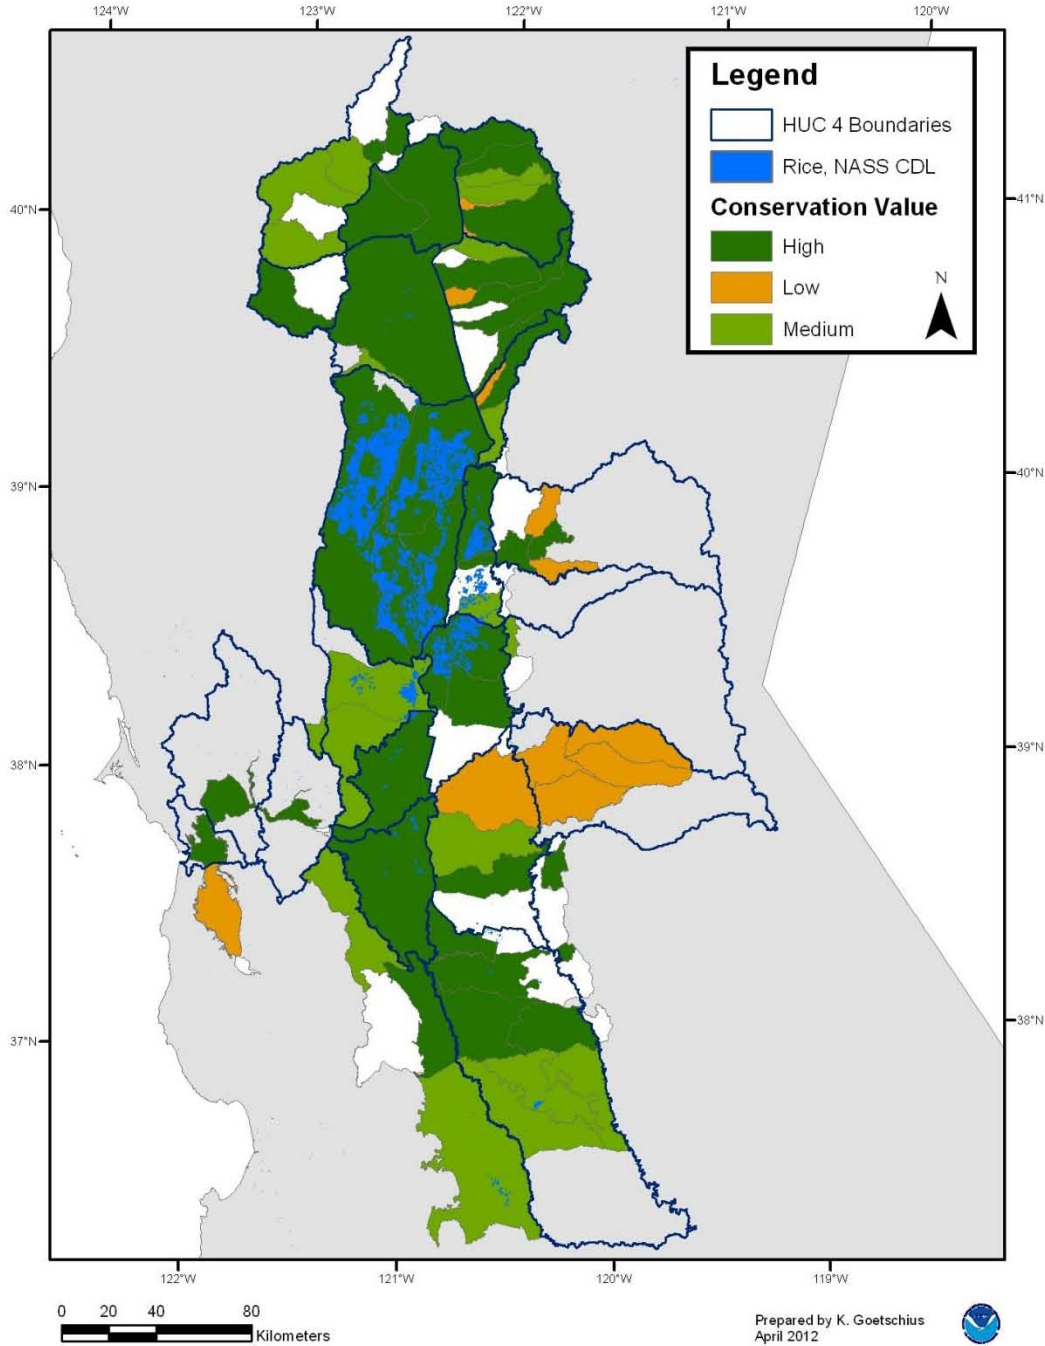 124°W 123°W 122°W 121°W 120°W
Legend
HUC 4 Boundaries
Rice, NASS CDL
Conservation Value
High
Low
Medium
N
40°N
41°N
39°N
40°N
38°N
39°N
37°N
38°N
122°W 121°W 120°W 119°W
0 20 40 80
Kilometers
Prepared by K. Goetschius
April 2012